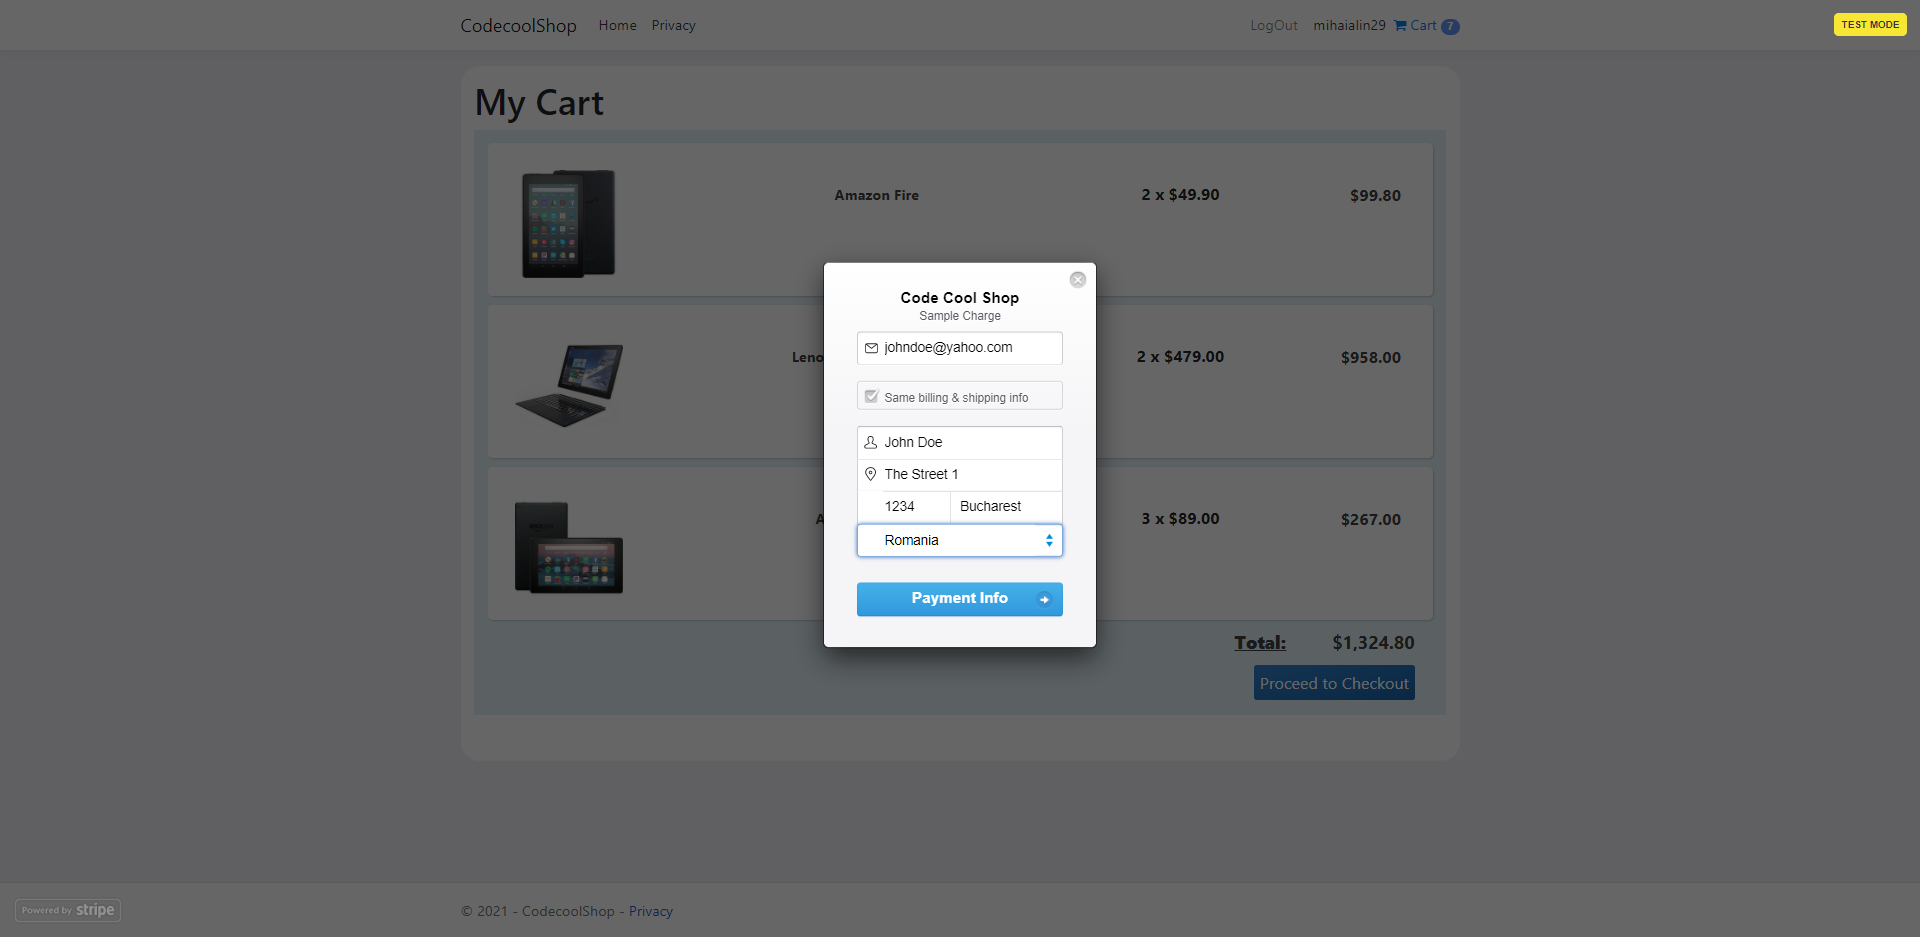 CodecoolShop Home Privacy LogOut mihaialin29 Cart 7
TEST MODE
My Cart
Amazon Fire 2 x $49.90 $99.80
Leno 2 x $479.00 $958.00
A 3 x $89.00 $267.00
Total: $1,324.80
Proceed to Checkout
Code Cool Shop
Sample Charge
johndoe@yahoo.com
Same billing & shipping info
John Doe
The Street 1
1234 Bucharest
Romania
Payment Info
Powered by stripe
© 2021 - CodecoolShop - Privacy